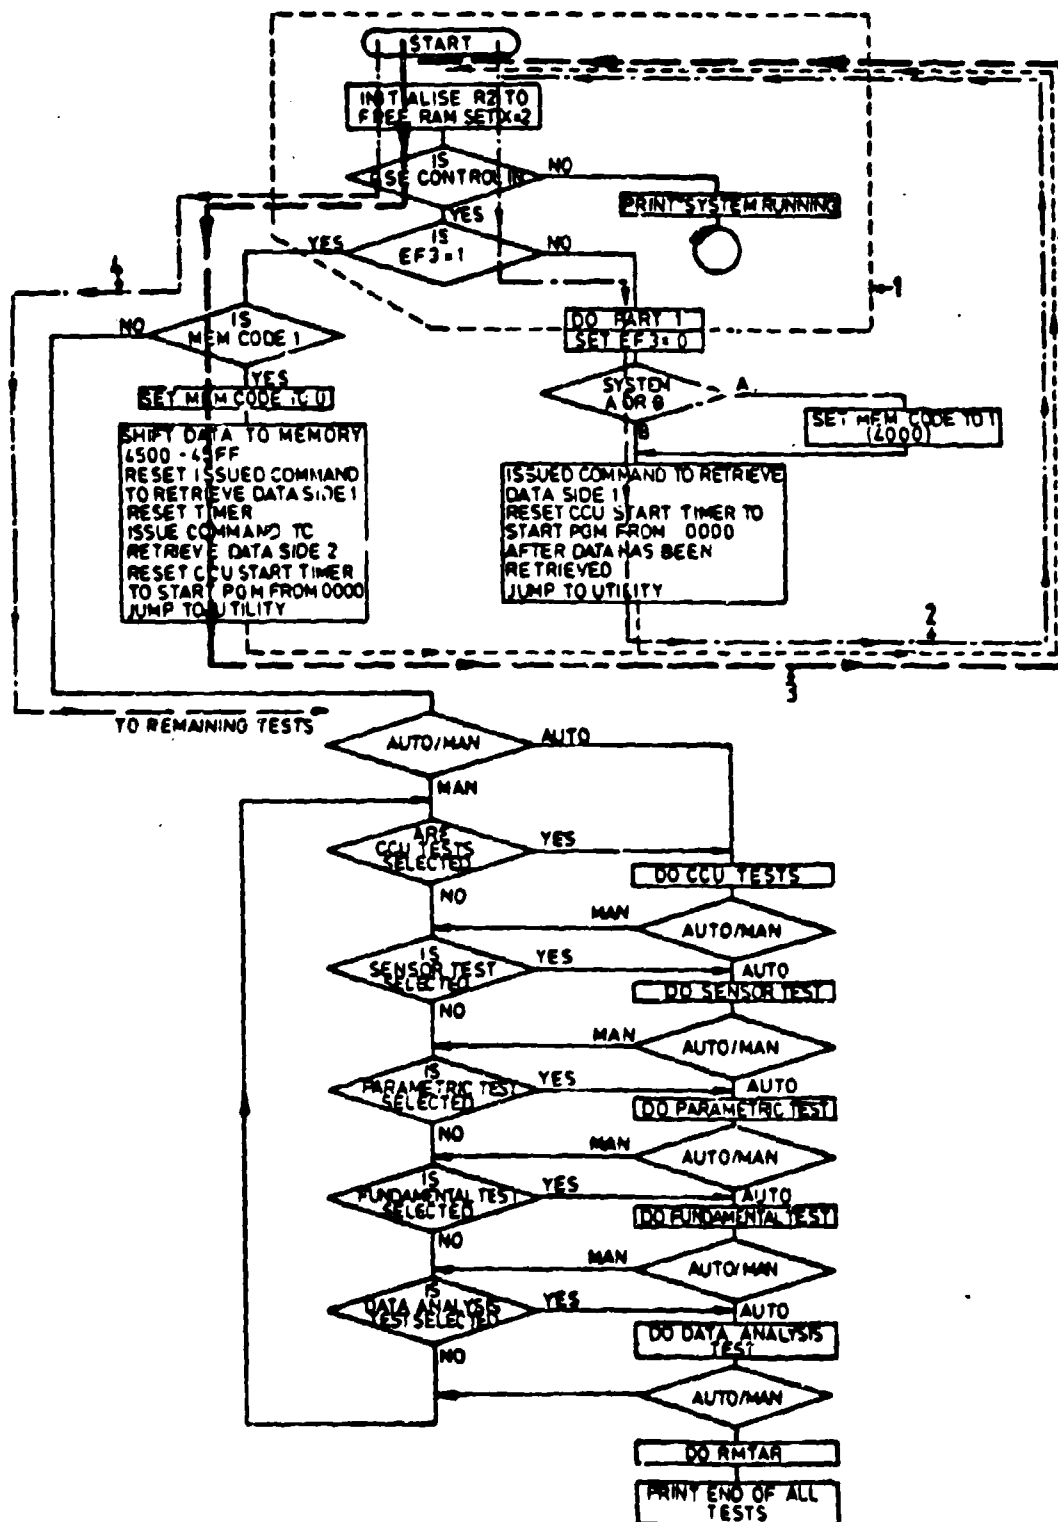 START
INITIALISE R2 TO
FREE RAM SET X=2
IS
GSE CONTROL IN
NO
YES
PRINT "SYSTEM RUNNING
IS
EF3=1
YES
NO
4
1
IS
MEM CODE 1
NO
YES
DO PART 1
SET EF3=0
SET MEM CODE TO 0
SYSTEM
A OR B
A
B
SET MEM CODE TO 1
(4000)
SHIFT DATA TO MEMORY
4500 - 45FF
RESET ISSUED COMMAND
TO RETRIEVE DATA SIDE 1
RESET TIMER
ISSUE COMMAND TO
RETRIEVE DATA SIDE 2
RESET CCU START TIMER
TO START PGM FROM 0000
JUMP TO UTILITY
ISSUED COMMAND TO RETRIEVE
DATA SIDE 1
RESET CCU START TIMER TO
START PGM FROM 0000
AFTER DATA HAS BEEN
RETRIEVED
JUMP TO UTILITY
2
3
TO REMAINING TESTS
AUTO/MAN
AUTO
MAN
ARE
CCU TESTS
SELECTED
YES
NO
DO CCU TESTS
MAN
AUTO/MAN
AUTO
IS
SENSOR TEST
SELECTED
YES
NO
DO SENSOR TEST
MAN
AUTO/MAN
AUTO
IS
PARAMETRIC TEST
SELECTED
YES
NO
DO PARAMETRIC TEST
MAN
AUTO/MAN
AUTO
IS
FUNDAMENTAL TEST
SELECTED
YES
NO
DO FUNDAMENTAL TEST
MAN
AUTO/MAN
AUTO
IS
DATA ANALYSIS
TEST SELECTED
YES
NO
DO DATA ANALYSIS
TEST
AUTO/MAN
DO RMTAR
PRINT END OF ALL
TESTS